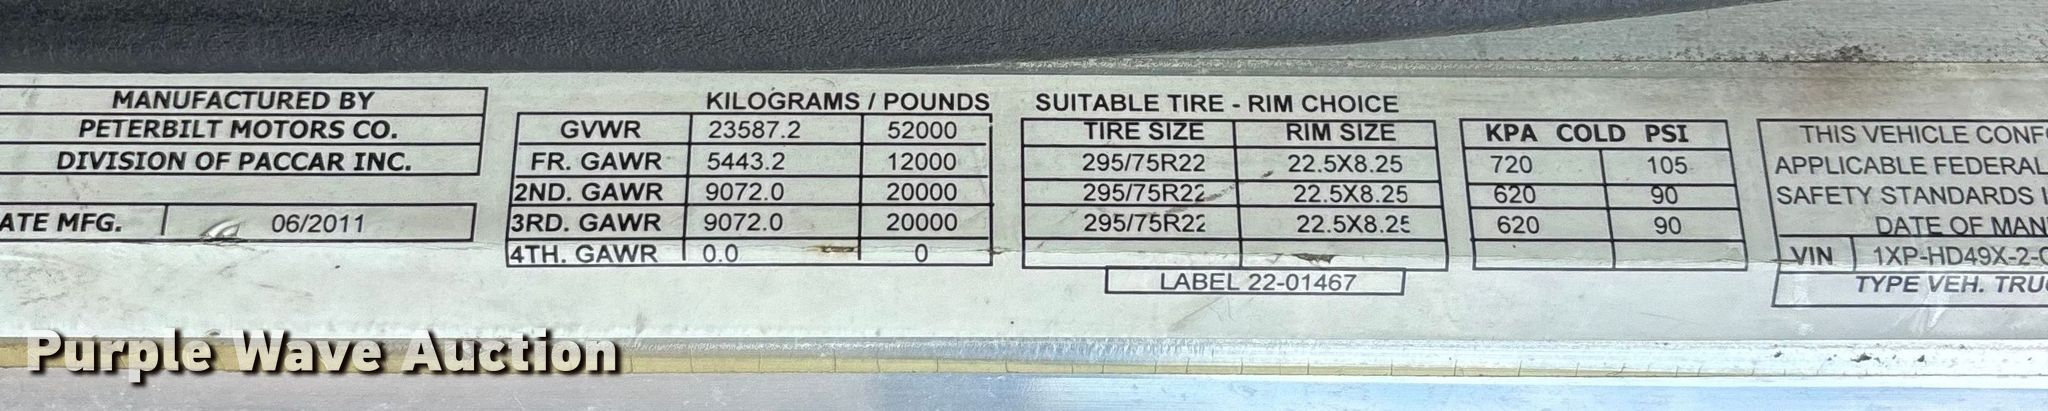 MANUFACTURED BY
PETERBILT MOTORS CO.
DIVISION OF PACCAR INC.
ATE MFG. 06/2011
KILOGRAMS / POUNDS
GVWR 23587.2 52000
FR. GAWR 5443.2 12000
2ND. GAWR 9072.0 20000
3RD. GAWR 9072.0 20000
4TH. GAWR 0.0 0
SUITABLE TIRE - RIM CHOICE
TIRE SIZE RIM SIZE
295/75R22 22.5X8.25
295/75R22 22.5X8.25
295/75R22 22.5X8.25
LABEL 22-01467
KPA COLD PSI
720 105
620 90
620 90
THIS VEHICLE CONF
APPLICABLE FEDERAL
SAFETY STANDARDS
DATE OF MAN
VIN 1XP-HD49X-2-
TYPE VEH. TRU
Purple Wave Auction